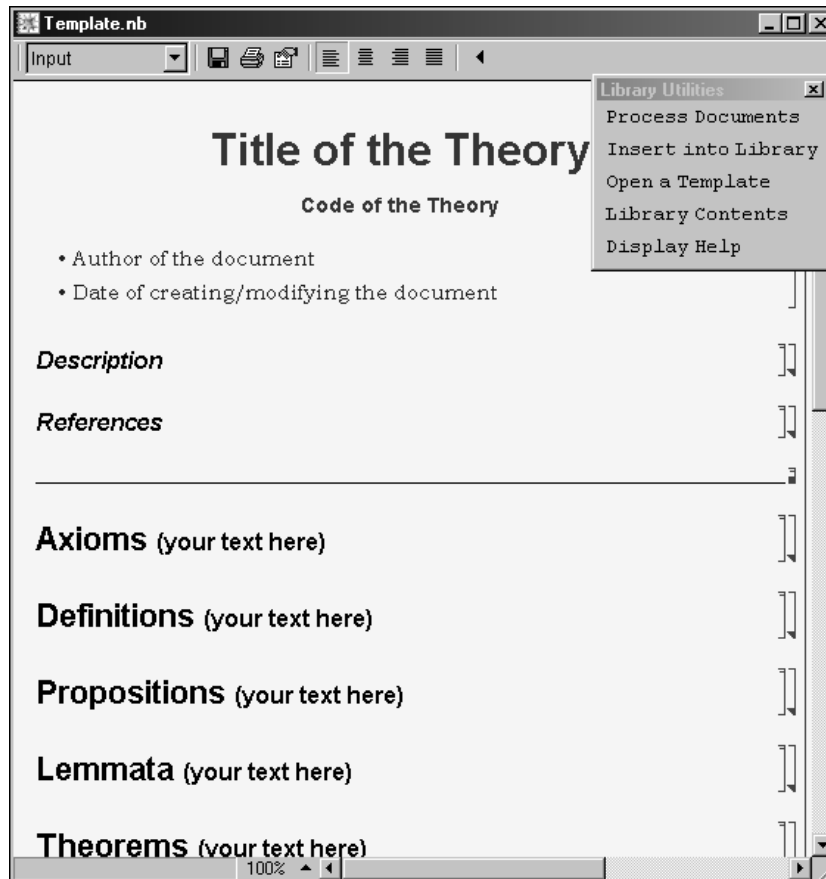 Template.nb
Input
Library Utilities
Process Documents
Insert into Library
Open a Template
Library Contents
Display Help
Title of the Theory
Code of the Theory
• Author of the document
• Date of creating/modifying the document
Description
References
Axioms (your text here)
Definitions (your text here)
Propositions (your text here)
Lemmata (your text here)
Theorems (your text here)
100%